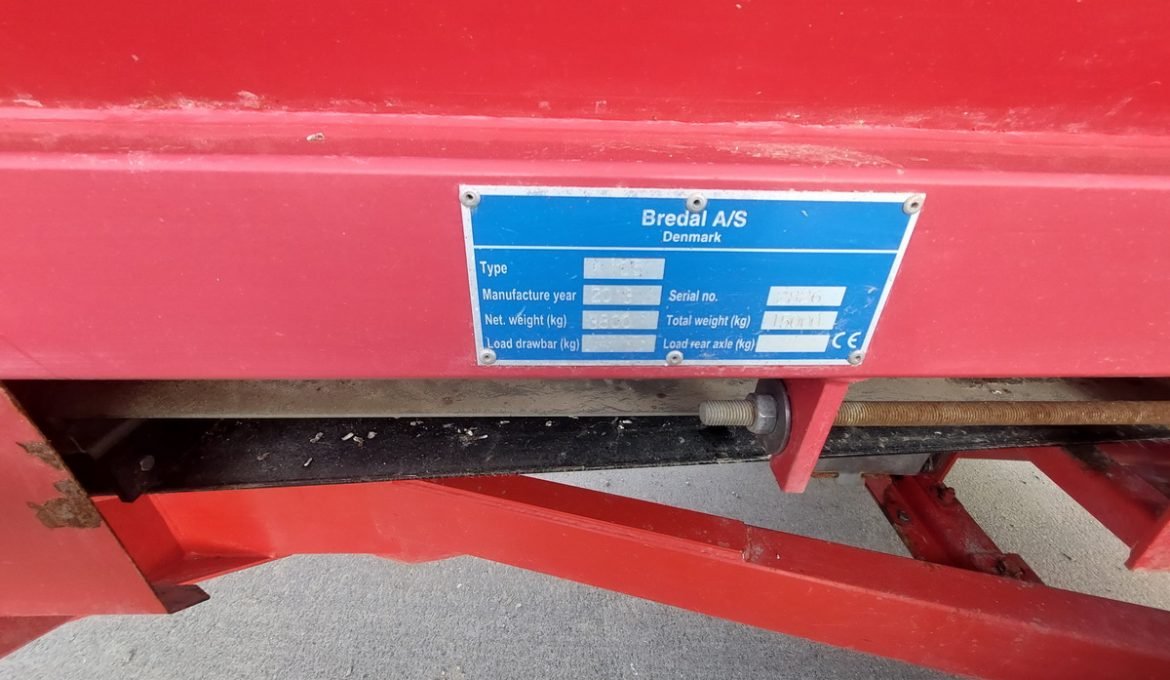 Bredal A/S
Denmark
Type
Manufacture year Serial no.
Net. weight (kg) Total weight (kg) 15000
Load drawbar (kg) Load rear axle (kg) CE